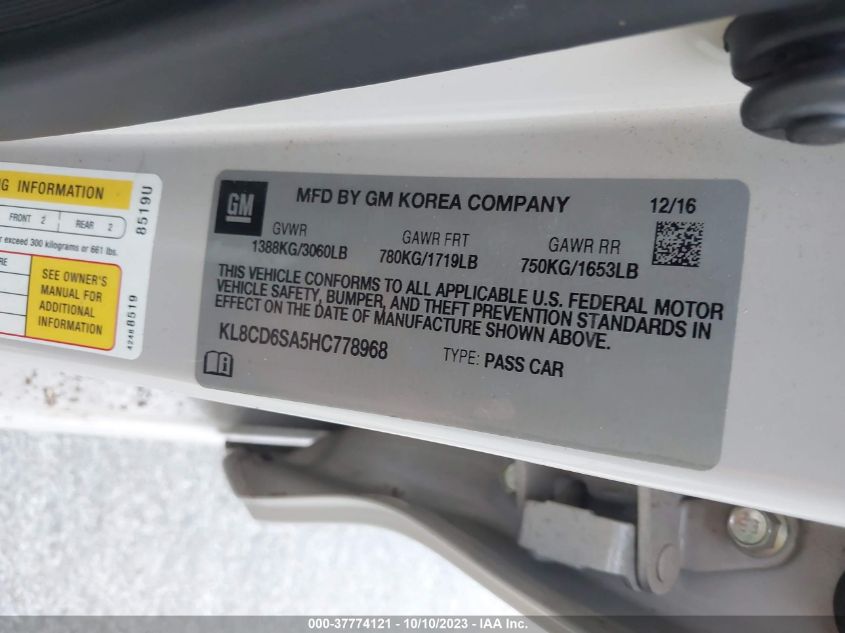 NG INFORMATION
FRONT 2 REAR 2
r exceed 300 kilograms or 661 lbs.
RE
SEE OWNER'S
MANUAL FOR
ADDITIONAL
INFORMATION
8519U
42488519
GM
MFD BY GM KOREA COMPANY 12/16
GVWR GAWR FRT GAWR RR
1388KG/3060LB 780KG/1719LB 750KG/1653LB
THIS VEHICLE CONFORMS TO ALL APPLICABLE U.S. FEDERAL MOTOR
VEHICLE SAFETY, BUMPER, AND THEFT PREVENTION STANDARDS IN
EFFECT ON THE DATE OF MANUFACTURE SHOWN ABOVE.
KL8CD6SA5HC778968 TYPE: PASS CAR
000-37774121 - 10/10/2023 - IAA Inc.